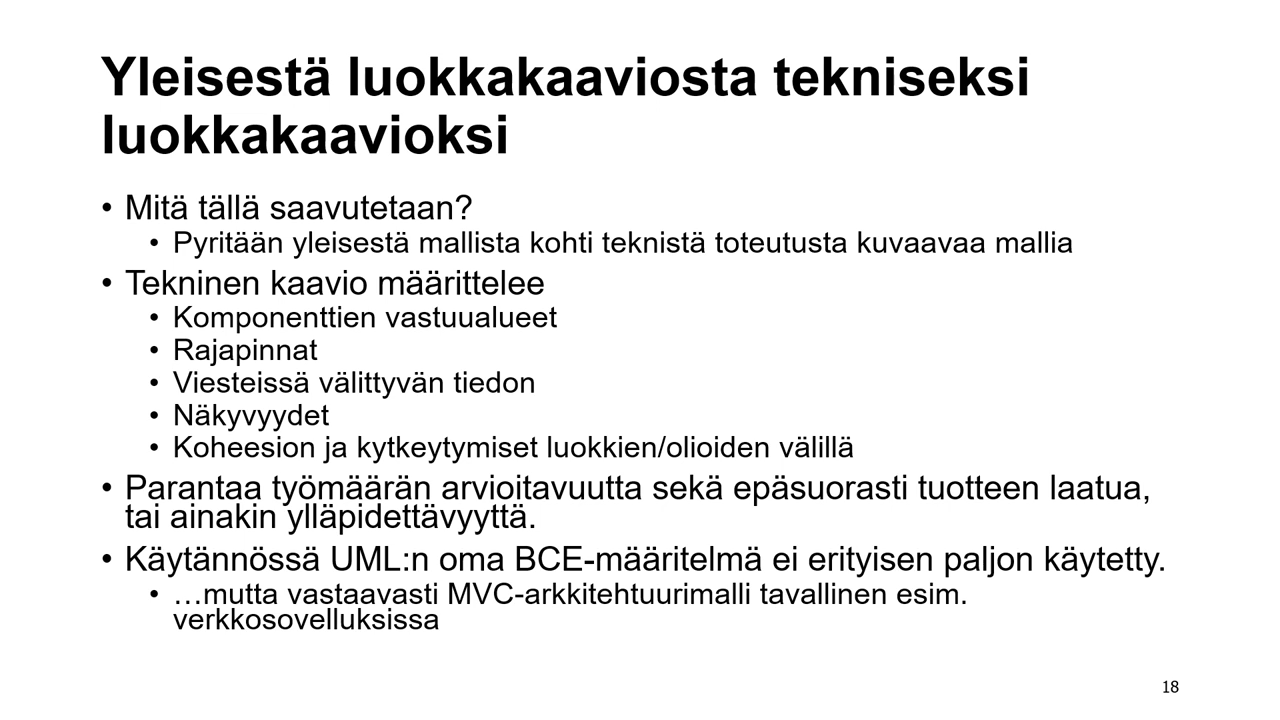 Yleisestä luokkakaaviosta tekniseksi
luokkakaavioksi
• Mitä tällä saavutetaan?
• Pyritään yleisestä mallista kohti teknistä toteutusta kuvaavaa mallia
• Tekninen kaavio määrittelee
• Komponenttien vastuualueet
• Rajapinnat
• Viesteissä välittyvän tiedon
• Näkyvyydet
• Koheesion ja kytkeytymiset luokkien/olioiden välillä
• Parantaa työmäärän arvioitavuutta sekä epäsuorasti tuotteen laatua,
tai ainakin ylläpidettävyyttä.
• Käytännössä UML:n oma BCE-määritelmä ei erityisen paljon käytetty.
• …mutta vastaavasti MVC-arkkitehtuurimalli tavallinen esim.
verkkosovelluksissa
18